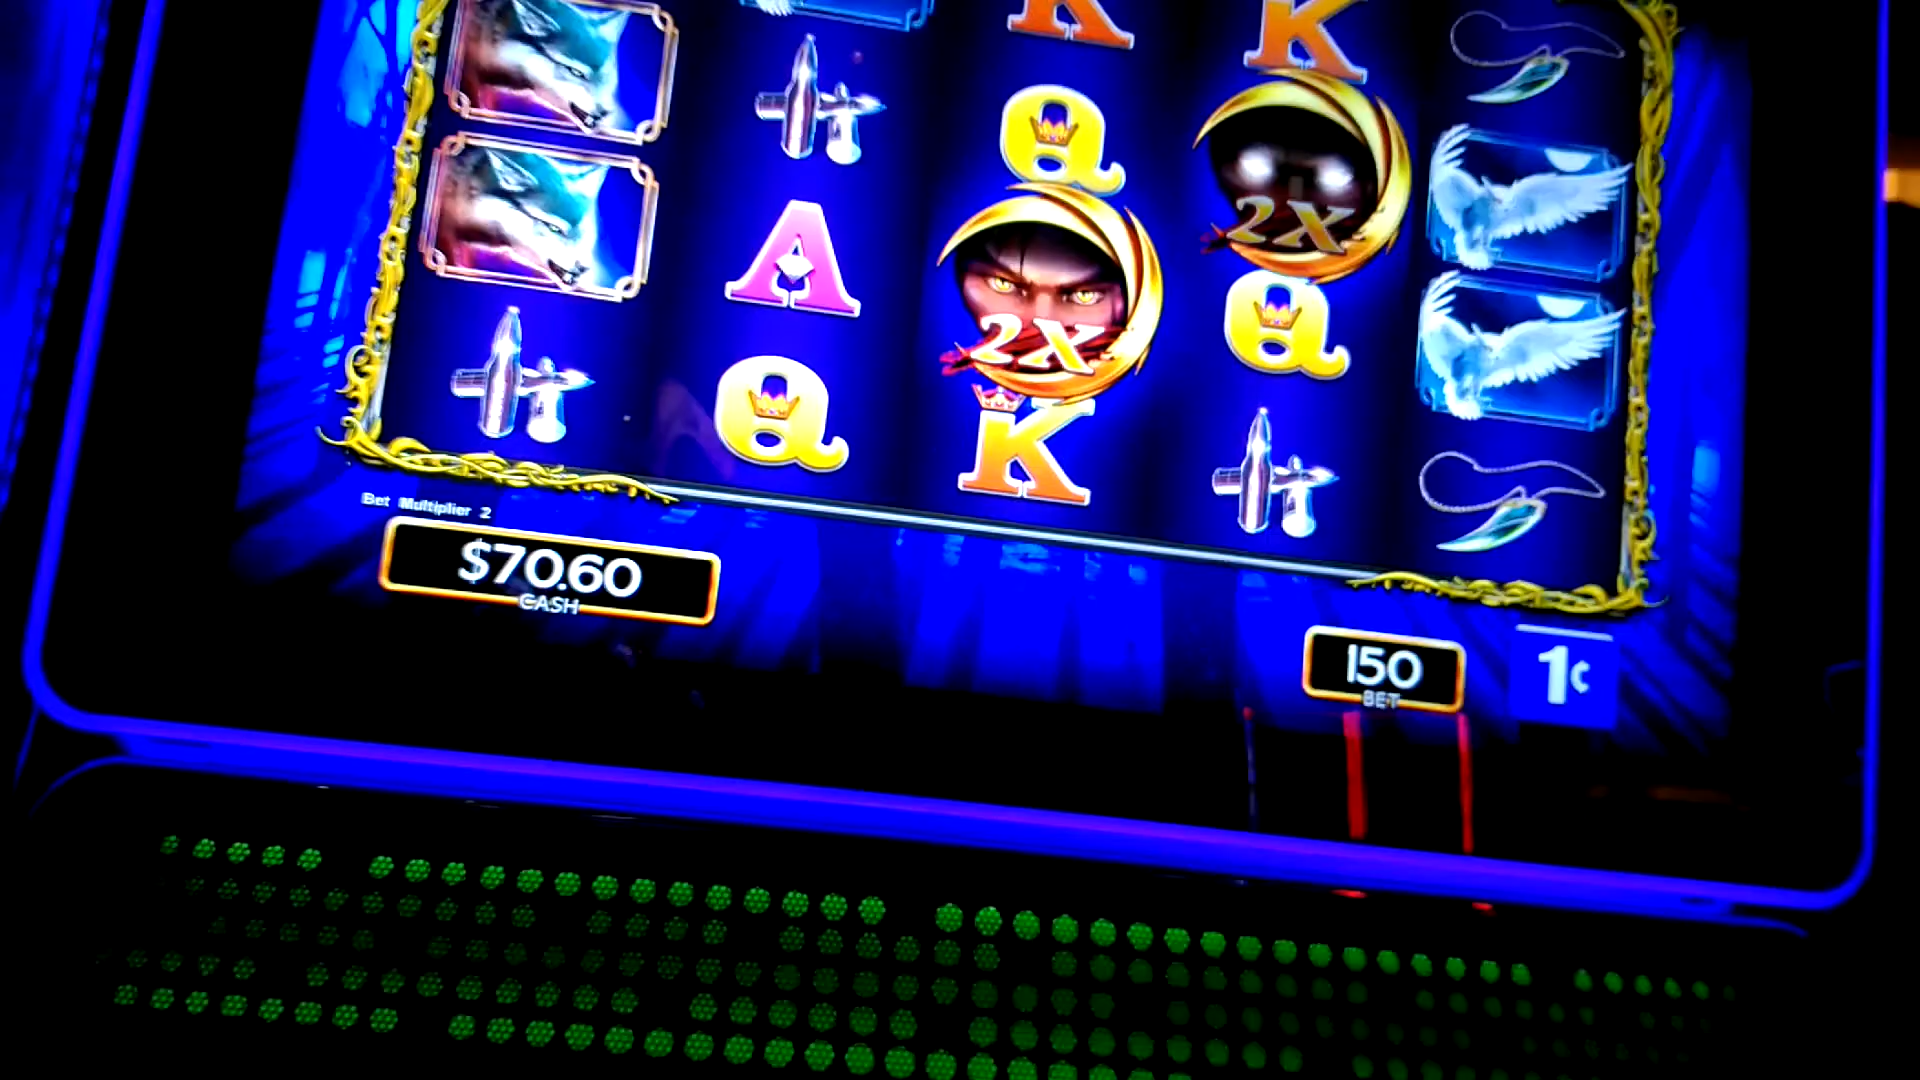 K
K
Q
2X
A
2X
Q
Q
K
Bet Multiplier 2
$70.60
CASH
150
BET
1¢